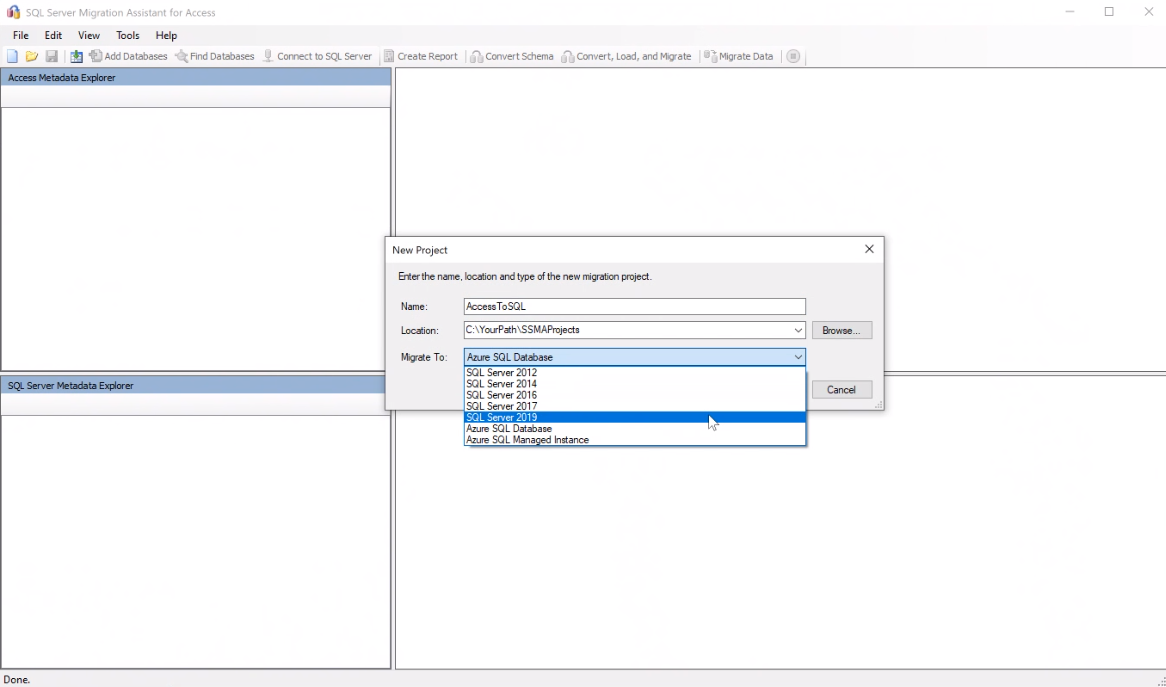 SQL Server Migration Assistant for Access
File Edit View Tools Help
Add Databases Find Databases Connect to SQL Server Create Report Convert Schema Convert, Load, and Migrate Migrate Data
Access Metadata Explorer
New Project
Enter the name, location and type of the new migration project.
Name: AccessToSQL
Location: C:\YourPath\SSMAProjects Browse...
Migrate To: Azure SQL Database
SQL Server 2012
SQL Server 2014
SQL Server 2016
SQL Server 2017
SQL Server 2019
Azure SQL Database
Azure SQL Managed Instance
Cancel
SQL Server Metadata Explorer
Done.